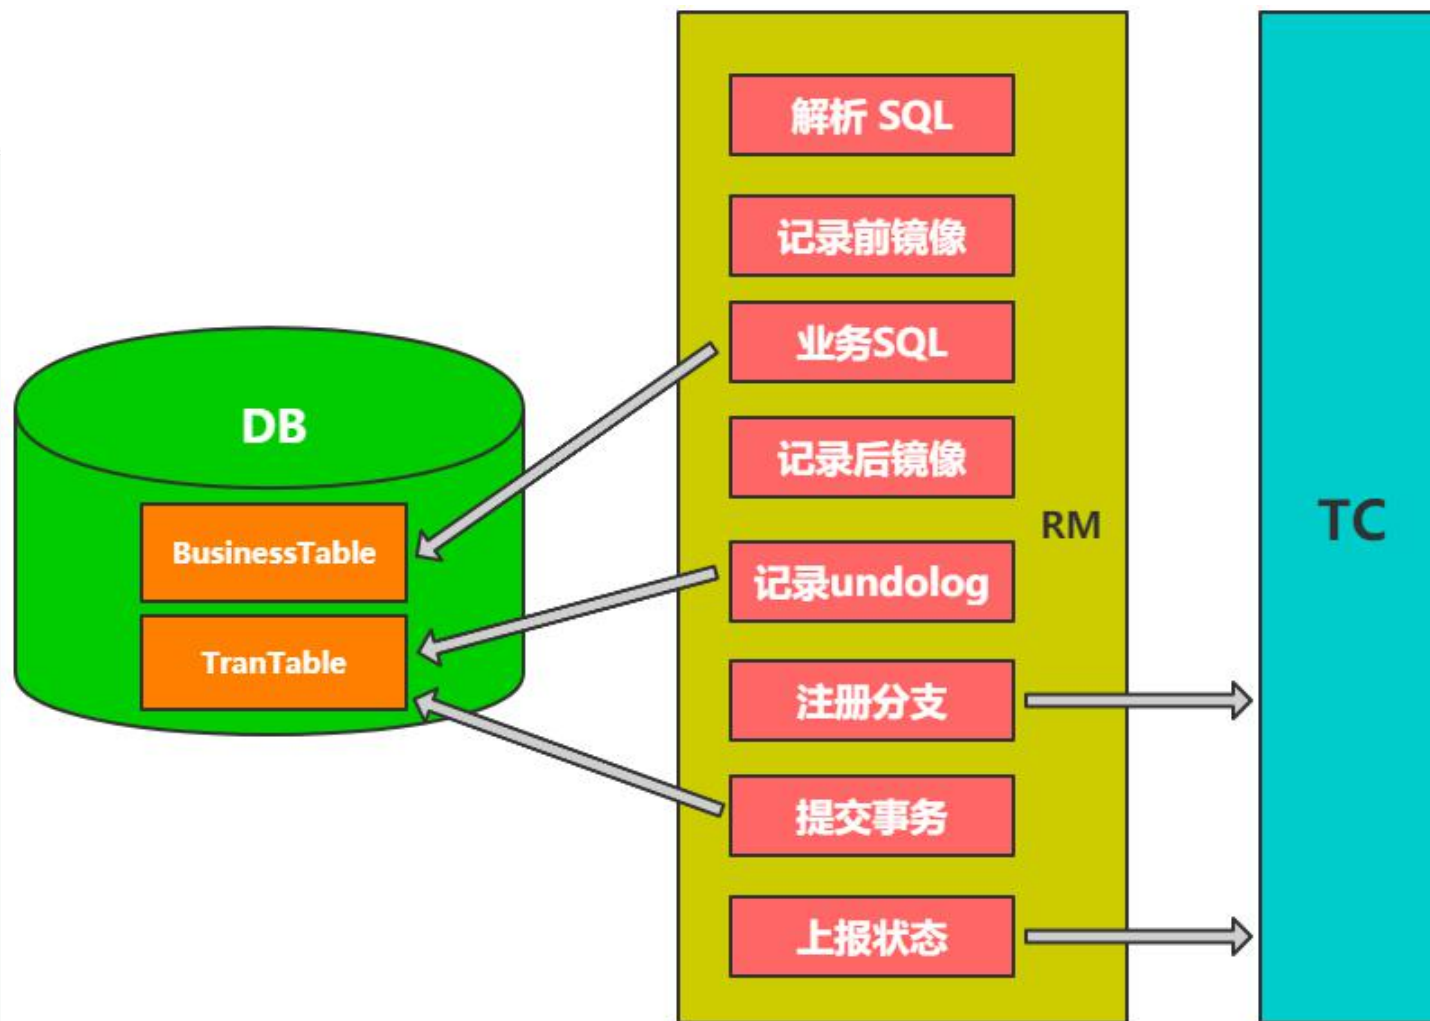 DB
BusinessTable
TranTable
解析 SQL
记录前镜像
业务SQL
记录后镜像
记录undolog
注册分支
提交事务
上报状态
RM
TC